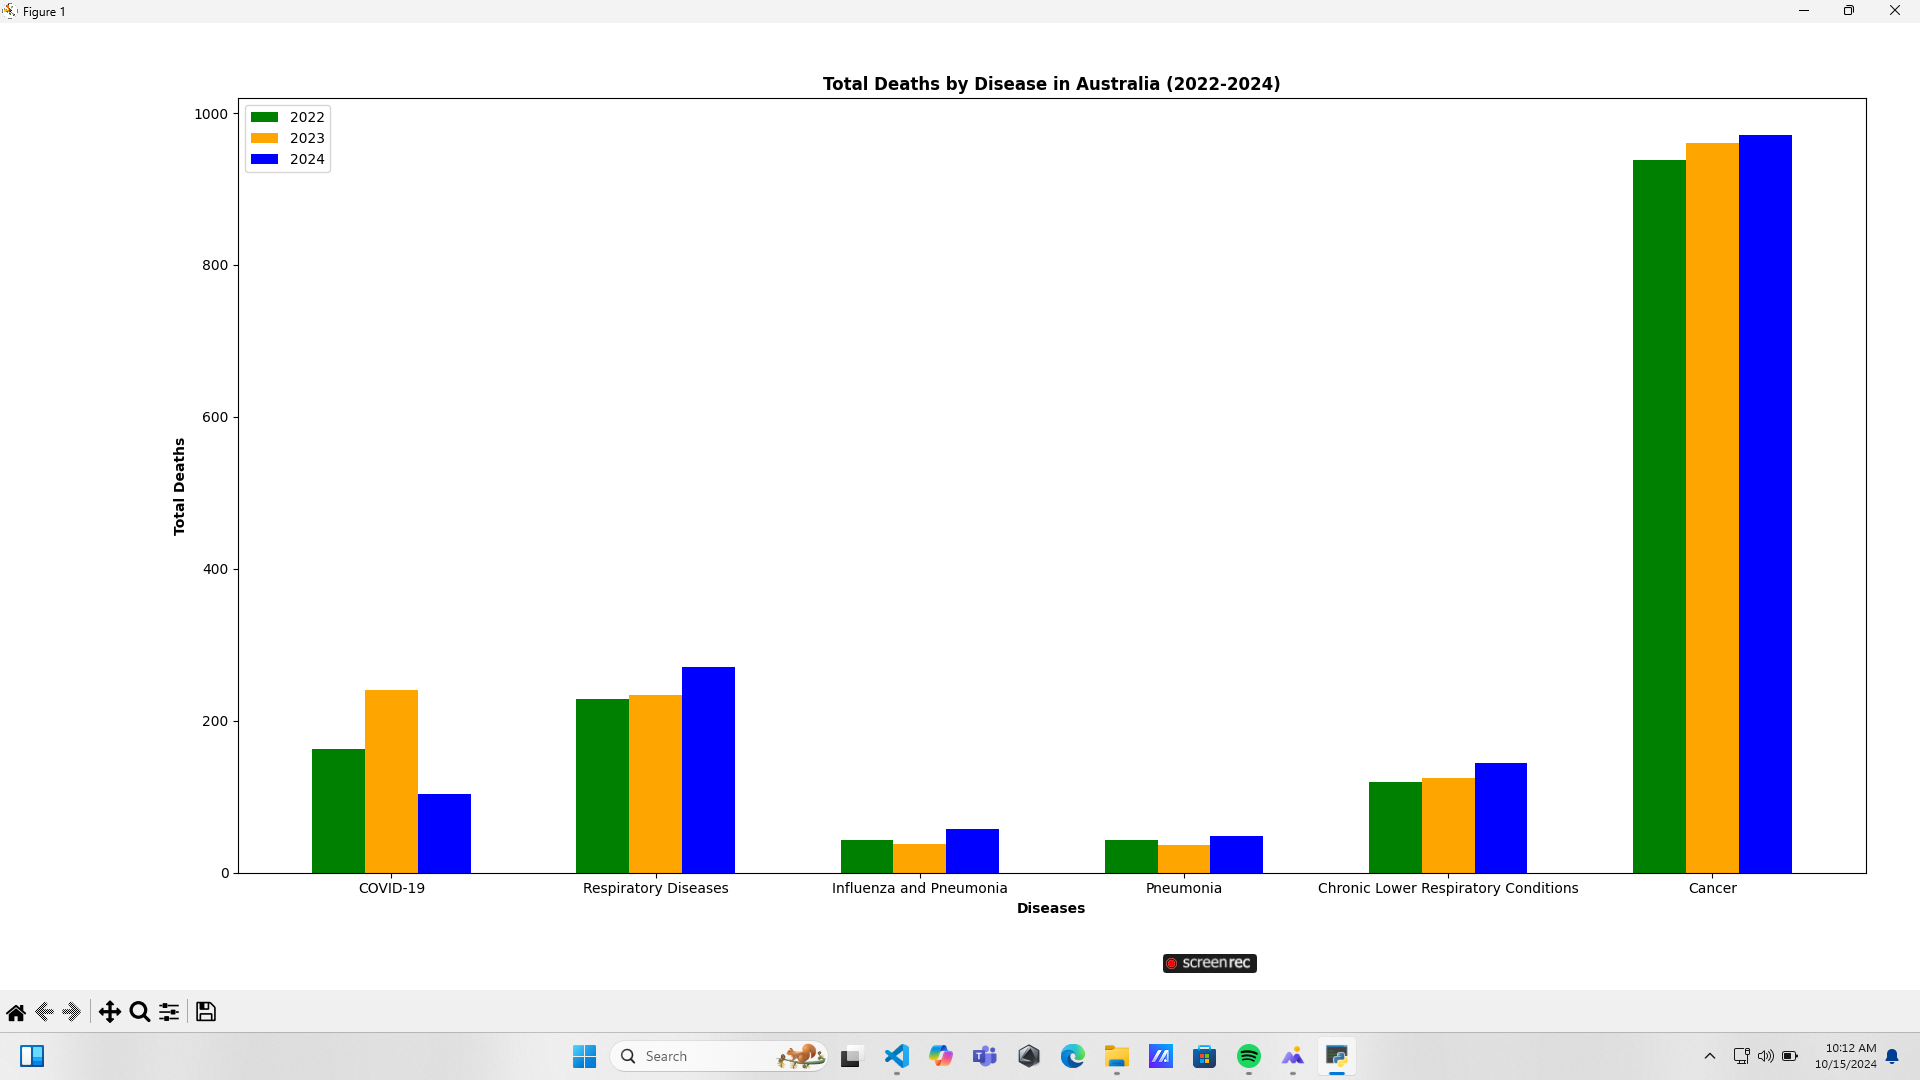 Figure 1
Total Deaths by Disease in Australia (2022-2024)
1000
800
600
400
200
0
Total Deaths
2022
2023
2024
COVID-19
Respiratory Diseases
Influenza and Pneumonia
Pneumonia
Chronic Lower Respiratory Conditions
Cancer
Diseases
screenrec
Search
10:12 AM
10/15/2024